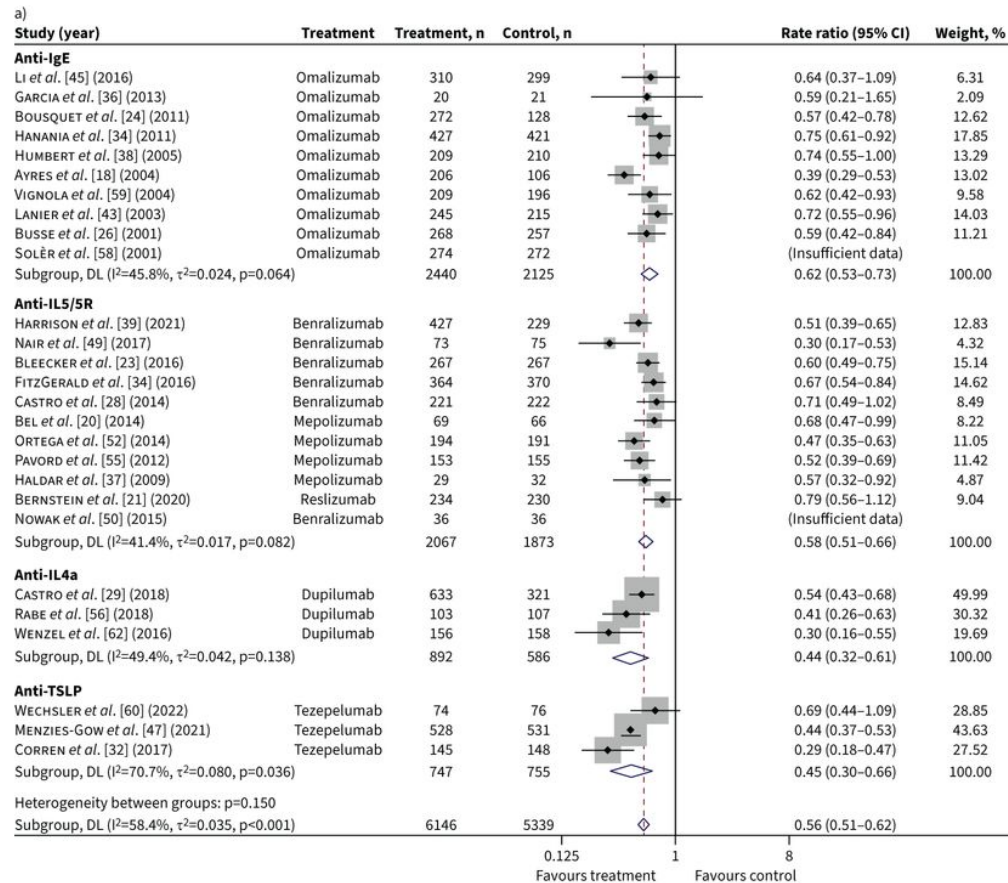 a)
Study (year) Treatment Treatment, n Control, n Rate ratio (95% CI) Weight, %
Anti-IgE
Li et al. [45] (2016) Omalizumab 310 299 0.64 (0.37–1.09) 6.31
Garcia et al. [36] (2013) Omalizumab 20 21 0.59 (0.21–1.65) 2.09
Bousquet et al. [24] (2011) Omalizumab 272 128 0.57 (0.42–0.78) 12.62
Hanania et al. [34] (2011) Omalizumab 427 421 0.75 (0.61–0.92) 17.85
Humbert et al. [38] (2005) Omalizumab 209 210 0.74 (0.55–1.00) 13.29
Ayres et al. [18] (2004) Omalizumab 206 106 0.39 (0.29–0.53) 13.02
Vignola et al. [59] (2004) Omalizumab 209 196 0.62 (0.42–0.93) 9.58
Lanier et al. [43] (2003) Omalizumab 245 215 0.72 (0.55–0.96) 14.03
Busse et al. [26] (2001) Omalizumab 268 257 0.59 (0.42–0.84) 11.21
Solèr et al. [58] (2001) Omalizumab 274 272 (Insufficient data)
Subgroup, DL (I²=45.8%, τ²=0.024, p=0.064) 2440 2125 0.62 (0.53–0.73) 100.00
Anti-IL5/5R
Harrison et al. [39] (2021) Benralizumab 427 229 0.51 (0.39–0.65) 12.83
Nair et al. [49] (2017) Benralizumab 73 75 0.30 (0.17–0.53) 4.32
Bleecker et al. [23] (2016) Benralizumab 267 267 0.60 (0.49–0.75) 15.14
FitzGerald et al. [34] (2016) Benralizumab 364 370 0.67 (0.54–0.84) 14.62
Castro et al. [28] (2014) Benralizumab 221 222 0.71 (0.49–1.02) 8.49
Bel et al. [20] (2014) Mepolizumab 69 66 0.68 (0.47–0.99) 8.22
Ortega et al. [52] (2014) Mepolizumab 194 191 0.47 (0.35–0.63) 11.05
Pavord et al. [55] (2012) Mepolizumab 153 155 0.52 (0.39–0.69) 11.42
Haldar et al. [37] (2009) Mepolizumab 29 32 0.57 (0.32–0.92) 4.87
Bernstein et al. [21] (2020) Reslizumab 234 230 0.79 (0.56–1.12) 9.04
Nowak et al. [50] (2015) Benralizumab 36 36 (Insufficient data)
Subgroup, DL (I²=41.4%, τ²=0.017, p=0.082) 2067 1873 0.58 (0.51–0.66) 100.00
Anti-IL4a
Castro et al. [29] (2018) Dupilumab 633 321 0.54 (0.43–0.68) 49.99
Rabe et al. [56] (2018) Dupilumab 103 107 0.41 (0.26–0.63) 30.32
Wenzel et al. [62] (2016) Dupilumab 156 158 0.30 (0.16–0.55) 19.69
Subgroup, DL (I²=49.4%, τ²=0.042, p=0.138) 892 586 0.44 (0.32–0.61) 100.00
Anti-TSLP
Wechsler et al. [60] (2022) Tezepelumab 74 76 0.69 (0.44–1.09) 28.85
Menzies-Gow et al. [47] (2021) Tezepelumab 528 531 0.44 (0.37–0.53) 43.63
Corren et al. [32] (2017) Tezepelumab 145 148 0.29 (0.18–0.47) 27.52
Subgroup, DL (I²=70.7%, τ²=0.080, p=0.036) 747 755 0.45 (0.30–0.66) 100.00
Heterogeneity between groups: p=0.150
Subgroup, DL (I²=58.4%, τ²=0.035, p<0.001) 6146 5339 0.56 (0.51–0.62)
0.125 1 8
Favours treatment Favours control